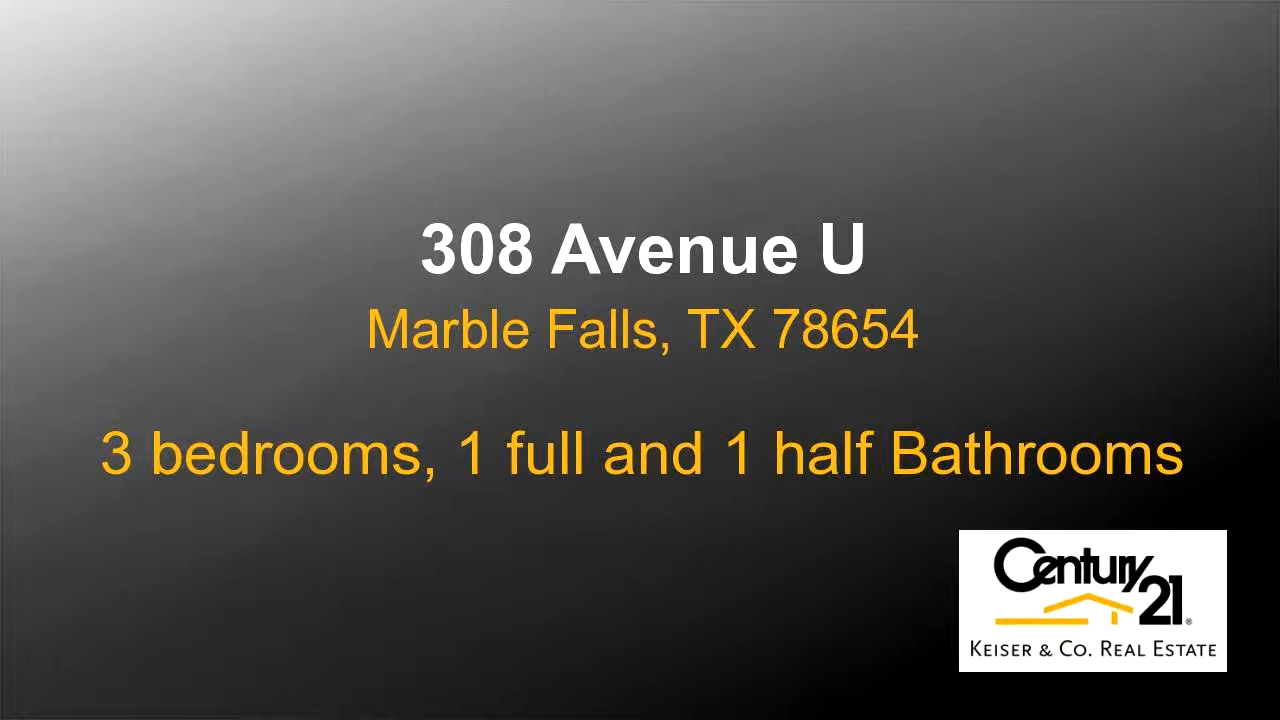 308 Avenue U
Marble Falls, TX 78654
3 bedrooms, 1 full and 1 half Bathrooms
Century 21®
KEISER & CO. REAL ESTATE